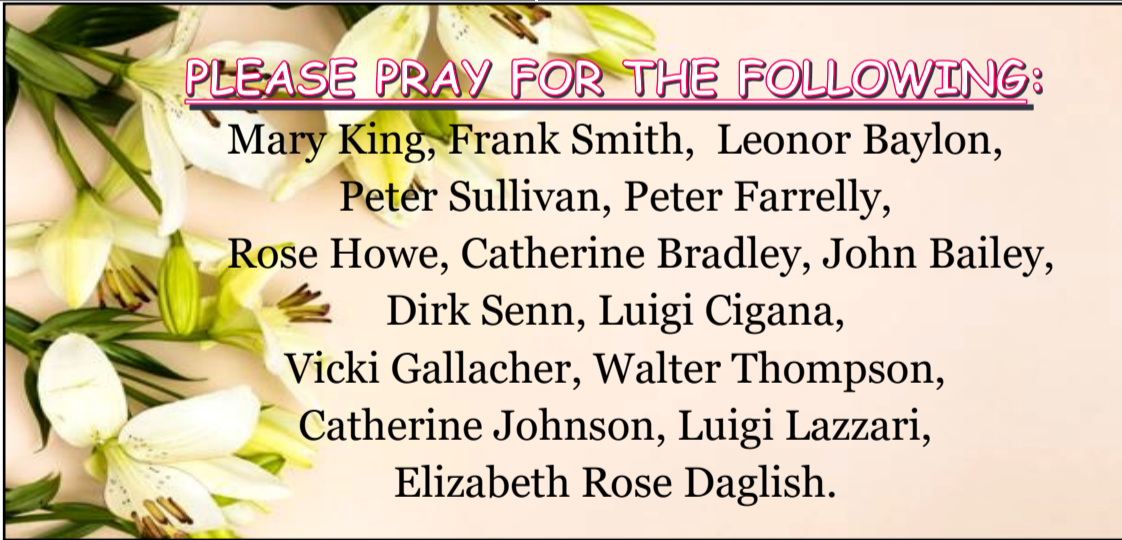 PLEASE PRAY FOR THE FOLLOWING:
Mary King, Frank Smith, Leonor Baylon,
Peter Sullivan, Peter Farrelly,
Rose Howe, Catherine Bradley, John Bailey,
Dirk Senn, Luigi Cigana,
Vicki Gallacher, Walter Thompson,
Catherine Johnson, Luigi Lazzari,
Elizabeth Rose Daglish.